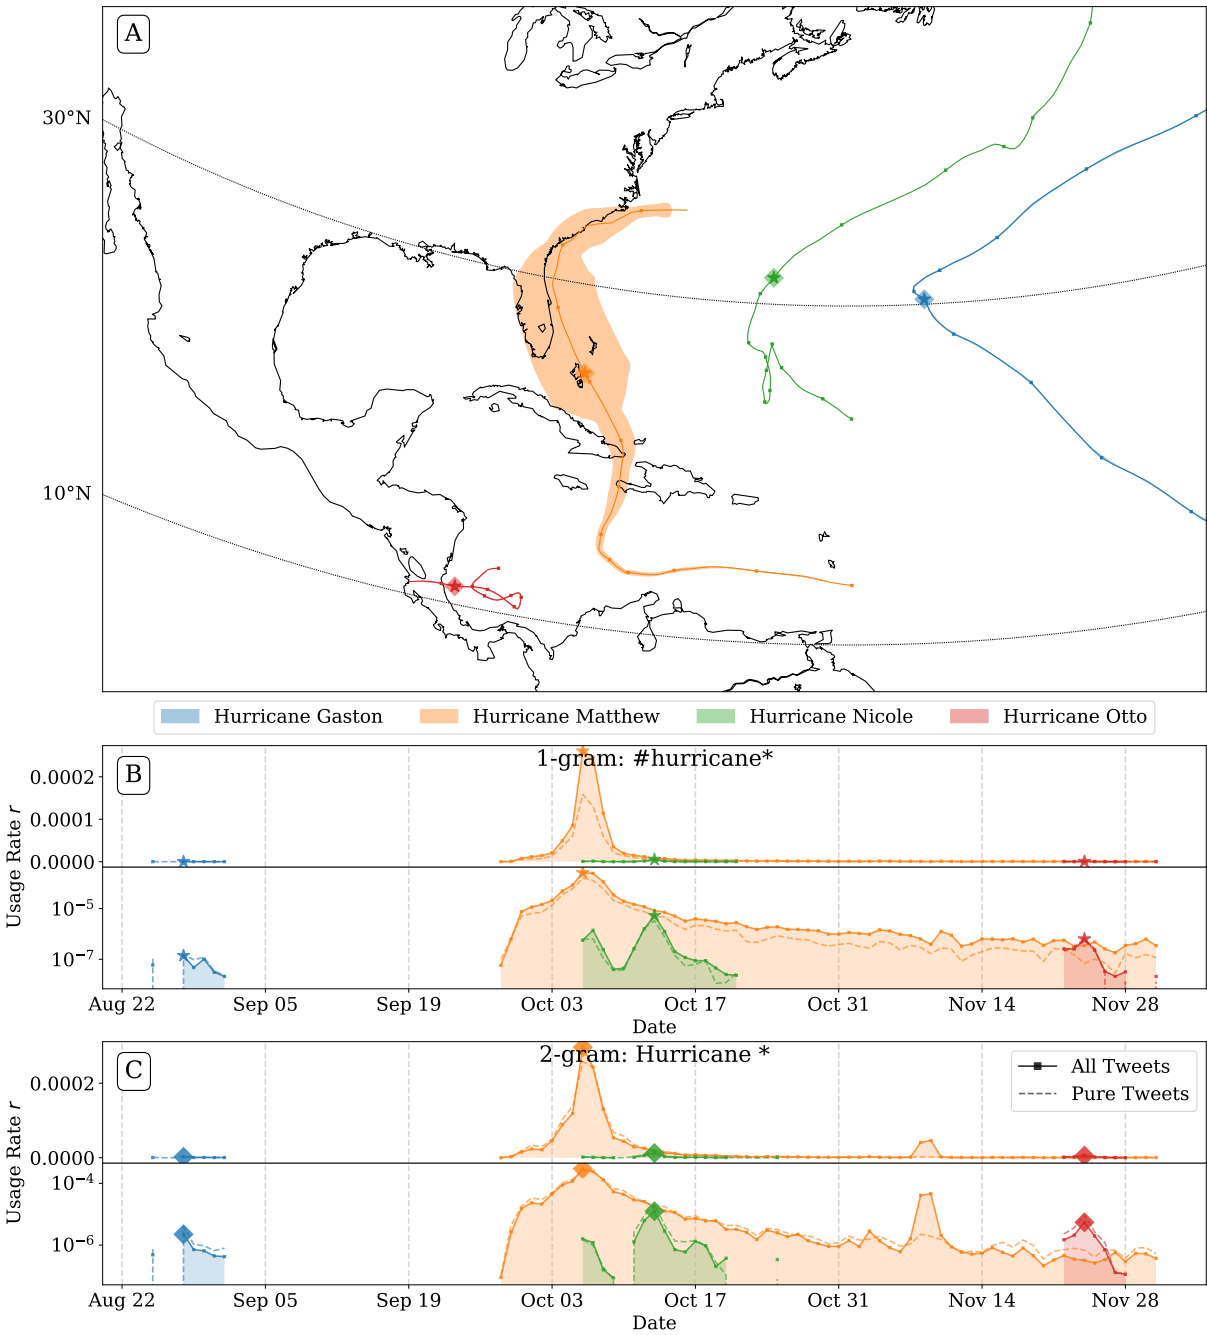 A
30°N
10°N
Hurricane Gaston
Hurricane Matthew
Hurricane Nicole
Hurricane Otto
B
1-gram: #hurricane*
0.0002
0.0001
0.0000
10⁻⁵
10⁻⁷
Usage Rate r
Aug 22
Sep 05
Sep 19
Oct 03
Oct 17
Oct 31
Nov 14
Nov 28
Date
C
2-gram: Hurricane *
All Tweets
Pure Tweets
0.0002
0.0000
10⁻⁴
10⁻⁶
Usage Rate r
Aug 22
Sep 05
Sep 19
Oct 03
Oct 17
Oct 31
Nov 14
Nov 28
Date